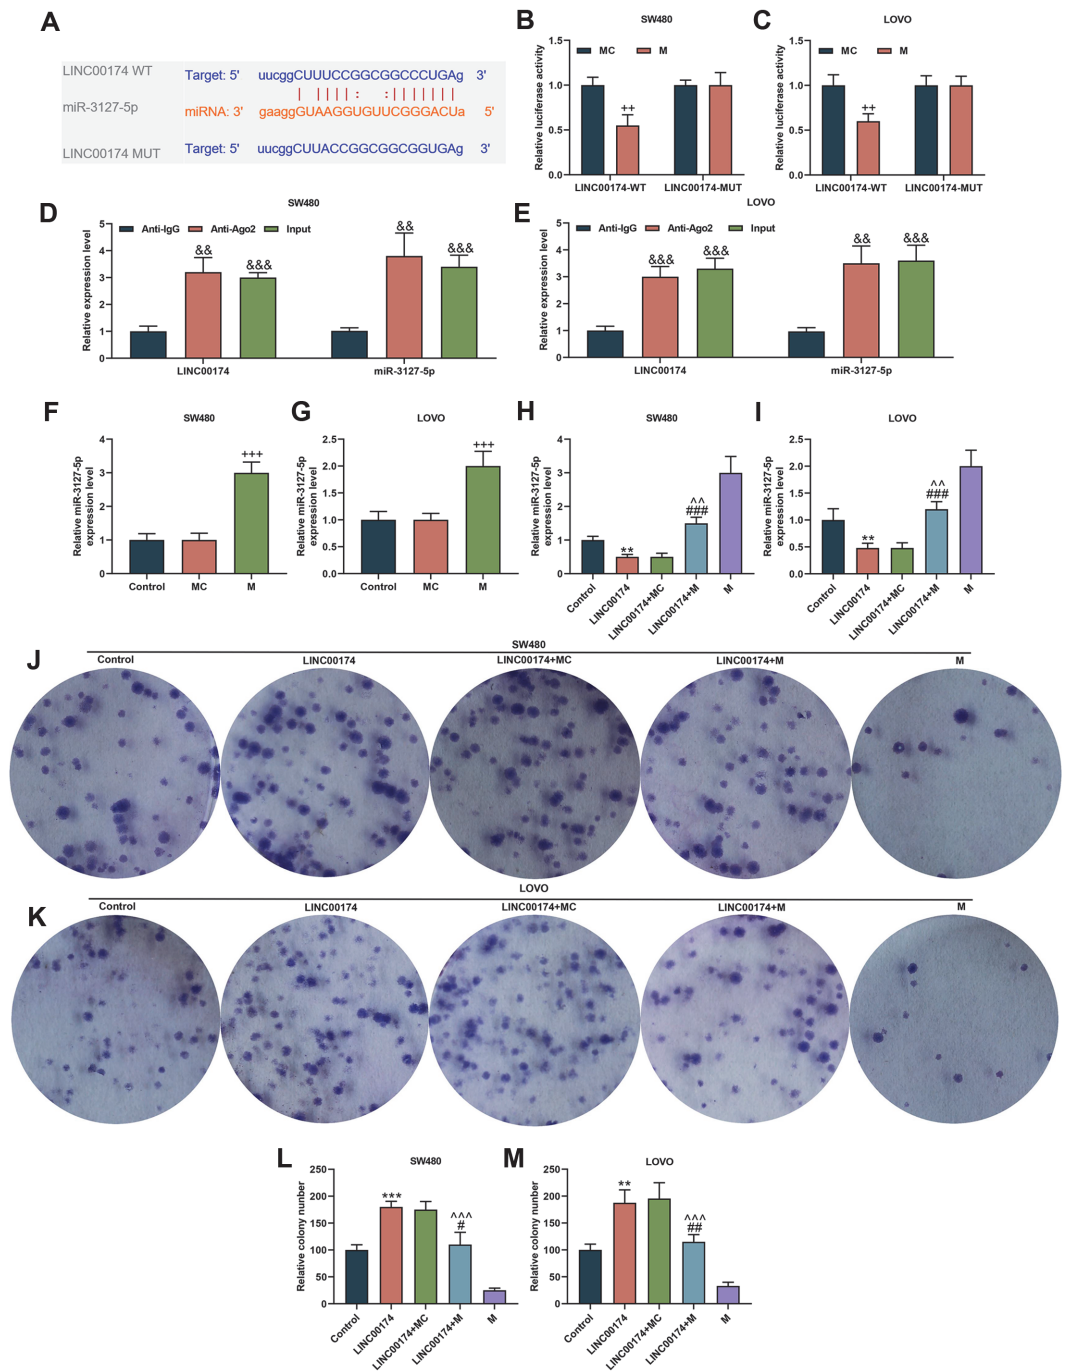 A
LINC00174 WT Target: 5' uucggCUUUCCGGCGGCCCUGAg 3'
miR-3127-5p miRNA: 3' gaaggGUAAGGUGUUCGGGACUa 5'
LINC00174 MUT Target: 5' uucggCUUACCGGCGGCGGUGAg 3'
B
SW480
Relative luciferase activity
MC M
1.5
1.0
0.5
0.0
++
LINC00174-WT LINC00174-MUT
C
LOVO
Relative luciferase activity
MC M
1.5
1.0
0.5
0.0
++
LINC00174-WT LINC00174-MUT
D
SW480
Relative expression level
Anti-IgG Anti-Ago2 Input
5
4
3
2
1
0
&& &&& && &&&
LINC00174 miR-3127-5p
E
LOVO
Relative expression level
Anti-IgG Anti-Ago2 Input
5
4
3
2
1
0
&&& &&& && &&&
LINC00174 miR-3127-5p
F
SW480
Relative miR-3127-5p
expression level
4
3
2
1
0
+++
Control MC M
G
LOVO
Relative miR-3127-5p
expression level
2.5
2.0
1.5
1.0
0.5
0.0
+++
Control MC M
H
SW480
Relative miR-3127-5p
expression level
4
3
2
1
0
**
^^
###
Control LINC00174 LINC00174+MC LINC00174+M M
I
LOVO
Relative miR-3127-5p
expression level
2.5
2.0
1.5
1.0
0.5
0.0
**
^^
###
Control LINC00174 LINC00174+MC LINC00174+M M
J
SW480
Control LINC00174 LINC00174+MC LINC00174+M M
K
LOVO
Control LINC00174 LINC00174+MC LINC00174+M M
L
SW480
Relative colony number
250
200
150
100
50
0
***
^^^
#
Control LINC00174 LINC00174+MC LINC00174+M M
M
LOVO
Relative colony number
250
200
150
100
50
0
**
^^^
##
Control LINC00174 LINC00174+MC LINC00174+M M